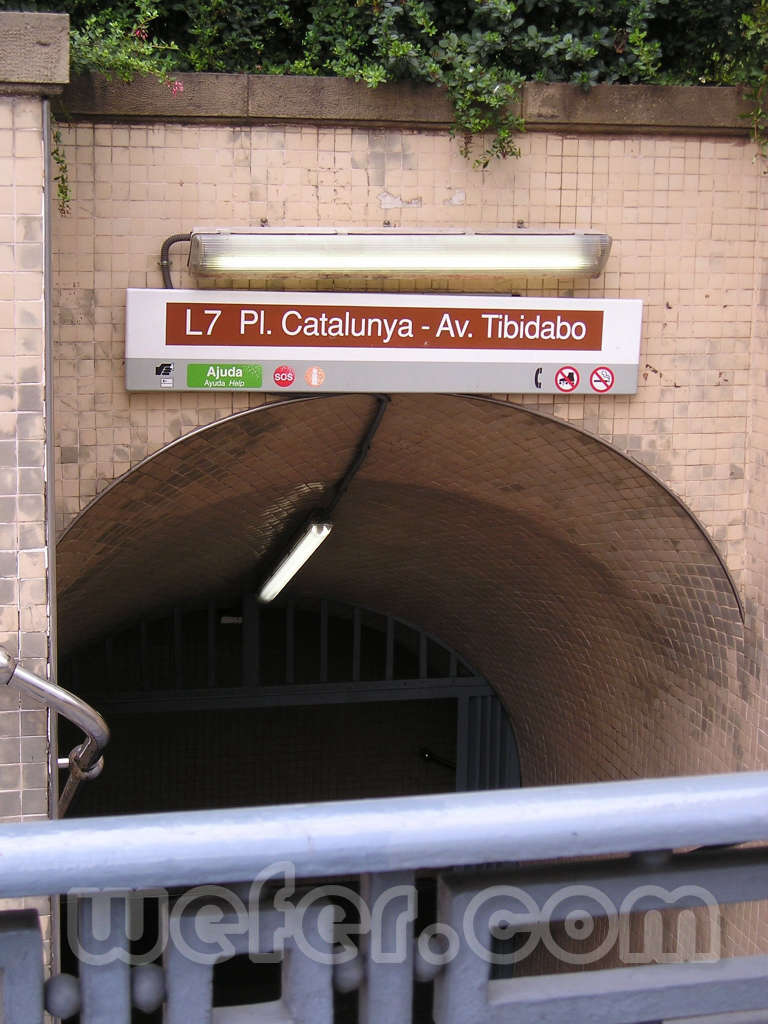 L7 Pl. Catalunya - Av. Tibidabo
Ajuda
Ayuda Help
SOS
i
wefer.com